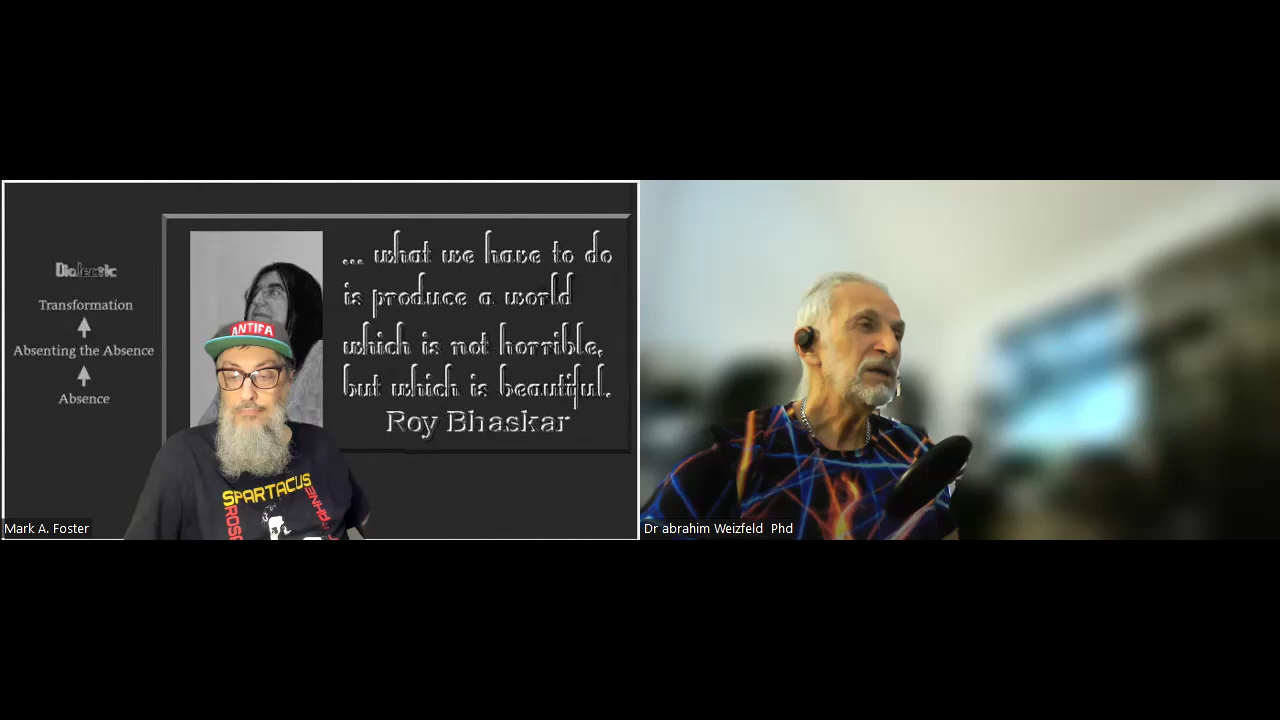 Dialectic
Transformation
Absenting the Absence
Absence
... what we have to do
is produce a world
which is not horrible,
but which is beautiful.
Roy Bhaskar
ANTIFA
SPARTACUS
Mark A. Foster
Dr abrahim Weizfeld Phd